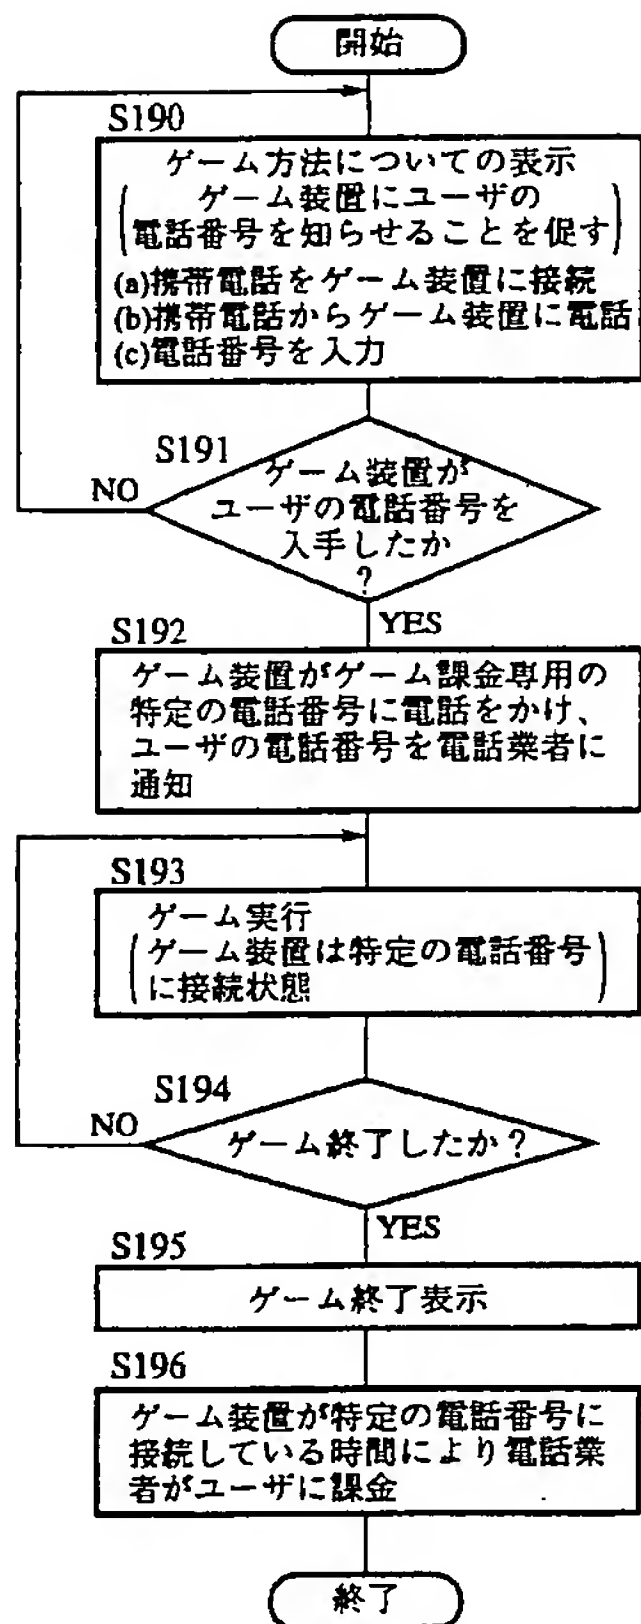 開始
S190
ゲーム方法についての表示
(ゲーム装置にユーザの
電話番号を知らせることを促す)
(a)携帯電話をゲーム装置に接続
(b)携帯電話からゲーム装置に電話
(c)電話番号を入力
S191
ゲーム装置が
NO
ユーザの電話番号を
入手したか
?
YES
S192
ゲーム装置がゲーム課金専用の
特定の電話番号に電話をかけ、
ユーザの電話番号を電話業者に
通知
S193
ゲーム実行
(ゲーム装置は特定の電話番号
に接続状態)
S194
NO
ゲーム終了したか?
YES
S195
ゲーム終了表示
S196
ゲーム装置が特定の電話番号に
接続している時間により電話業
者がユーザに課金
終了